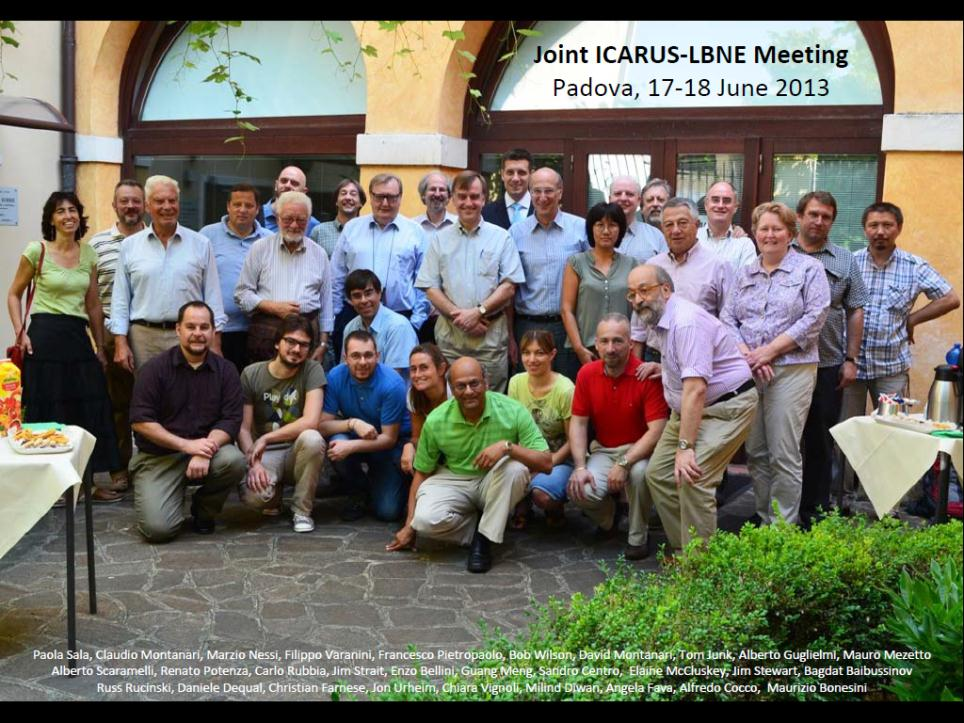 Joint ICARUS-LBNE Meeting
Padova, 17-18 June 2013
Paola Sala, Claudio Montanari, Marzio Nessi, Filippo Varanini, Francesco Pietropaolo, Bob Wilson, David Montanari, Tom Junk, Alberto Guglielmi, Mauro Mezetto
Alberto Scaramelli, Renato Potenza, Carlo Rubbia, Jim Strait, Enzo Bellini, Guang Meng, Sandro Centro, Elaine McCluskey, Jim Stewart, Bagdat Baibussinov
Russ Rucinski, Daniele Dequal, Christian Farnese, Jon Urheim, Chiara Vignoli, Milind Diwan, Angela Fava, Alfredo Cocco, Maurizio Bonesini